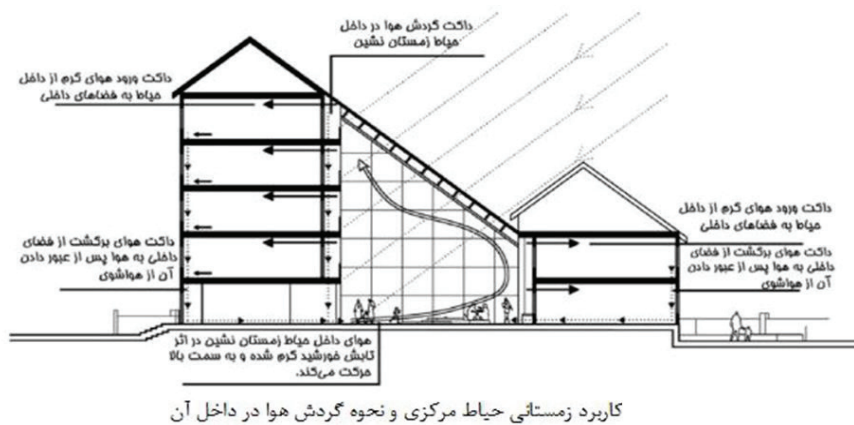 داکت گردش هوا در داخل
حیاط زمستان نشین
داکت ورود هوای گرم از داخل
حیاط به فضاهای داخلی
داکت ورود هوای گرم از داخل
حیاط به فضاهای داخلی
داکت هوای برگشت از فضای
داخلی به هوا پس از عبور دادن
آن از هواشوی
داکت هوای برگشت از فضای
داخلی به هوا پس از عبور دادن
آن از هواشوی
هوای داخل حیاط زمستان نشین در اثر
تابش خورشید گرم شده و به سمت بالا
حرکت می‌کند.
کاربرد زمستانی حیاط مرکزی و نحوه گردش هوا در داخل آن